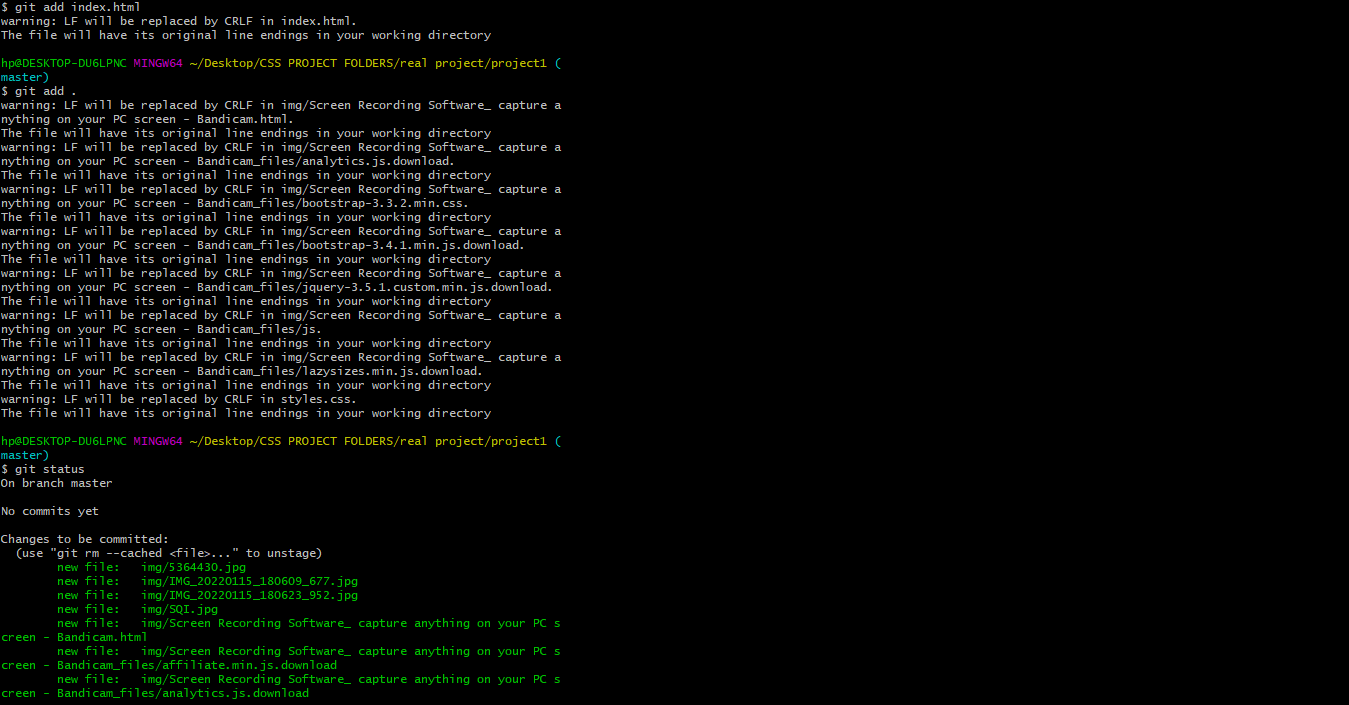 $ git add index.html
warning: LF will be replaced by CRLF in index.html.
The file will have its original line endings in your working directory
hp@DESKTOP-DU6LPNC MINGW64 ~/Desktop/CSS PROJECT FOLDERS/real project/project1 (
master)
$ git add .
warning: LF will be replaced by CRLF in img/Screen Recording Software_ capture a
nything on your PC screen - Bandicam.html.
The file will have its original line endings in your working directory
warning: LF will be replaced by CRLF in img/Screen Recording Software_ capture a
nything on your PC screen - Bandicam_files/analytics.js.download.
The file will have its original line endings in your working directory
warning: LF will be replaced by CRLF in img/Screen Recording Software_ capture a
nything on your PC screen - Bandicam_files/bootstrap-3.3.2.min.css.
The file will have its original line endings in your working directory
warning: LF will be replaced by CRLF in img/Screen Recording Software_ capture a
nything on your PC screen - Bandicam_files/bootstrap-3.4.1.min.js.download.
The file will have its original line endings in your working directory
warning: LF will be replaced by CRLF in img/Screen Recording Software_ capture a
nything on your PC screen - Bandicam_files/jquery-3.5.1.custom.min.js.download.
The file will have its original line endings in your working directory
warning: LF will be replaced by CRLF in img/Screen Recording Software_ capture a
nything on your PC screen - Bandicam_files/js.
The file will have its original line endings in your working directory
warning: LF will be replaced by CRLF in img/Screen Recording Software_ capture a
nything on your PC screen - Bandicam_files/lazysizes.min.js.download.
The file will have its original line endings in your working directory
warning: LF will be replaced by CRLF in styles.css.
The file will have its original line endings in your working directory
hp@DESKTOP-DU6LPNC MINGW64 ~/Desktop/CSS PROJECT FOLDERS/real project/project1 (
master)
$ git status
On branch master
No commits yet
Changes to be committed:
  (use "git rm --cached <file>..." to unstage)
        new file:   img/5364430.jpg
        new file:   img/IMG_20220115_180609_677.jpg
        new file:   img/IMG_20220115_180623_952.jpg
        new file:   img/SQI.jpg
        new file:   img/Screen Recording Software_ capture anything on your PC s
creen - Bandicam.html
        new file:   img/Screen Recording Software_ capture anything on your PC s
creen - Bandicam_files/affiliate.min.js.download
        new file:   img/Screen Recording Software_ capture anything on your PC s
creen - Bandicam_files/analytics.js.download